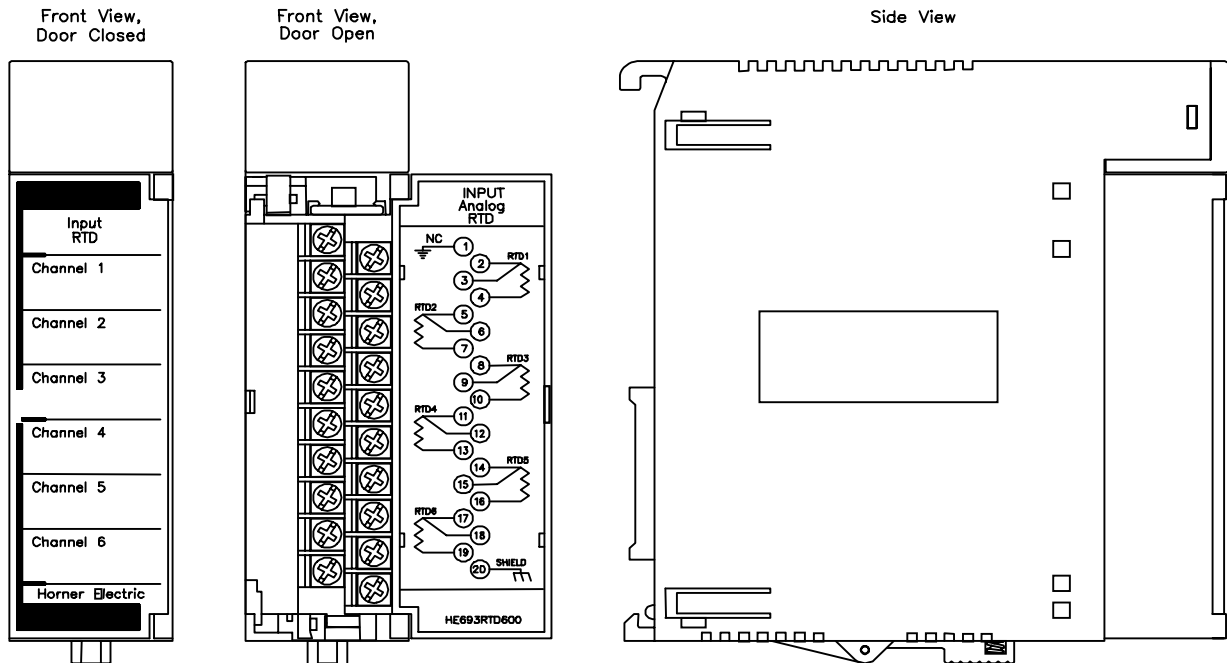 Front View,
Door Closed
Front View,
Door Open
Side View
Input
RTD
Channel 1
Channel 2
Channel 3
Channel 4
Channel 5
Channel 6
Horner Electric
INPUT
Analog
RTD
NC
1
2
RTD1
3
4
RTD2
5
6
7
8
RTD3
9
10
RTD4
11
12
13
14
RTD5
15
16
RTD6
17
18
19
20
SHIELD
HE693RTD600